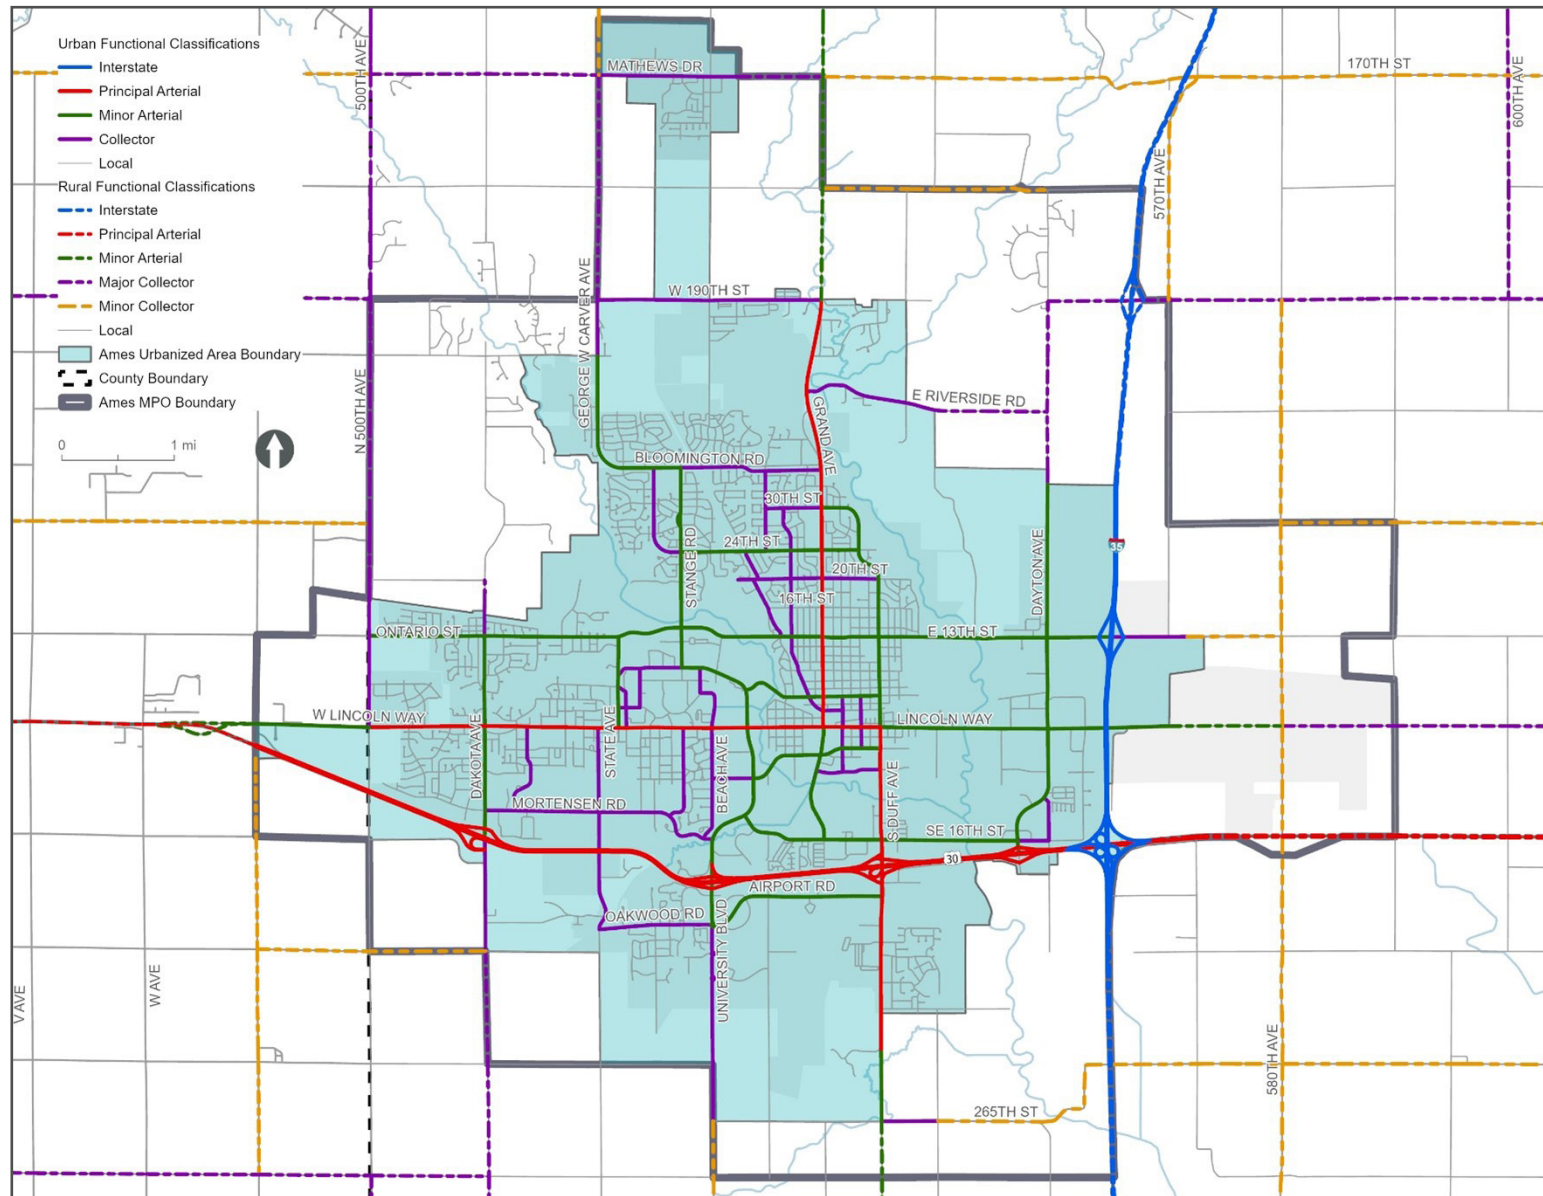 Urban Functional Classifications
Interstate
Principal Arterial
Minor Arterial
Collector
Local
Rural Functional Classifications
Interstate
Principal Arterial
Minor Arterial
Major Collector
Minor Collector
Local
Ames Urbanized Area Boundary
County Boundary
Ames MPO Boundary
0 1 mi
500TH AVE
MATHEWS DR
170TH ST
600TH AVE
570TH AVE
GEORGE W CARVER AVE
W 190TH ST
N 500TH AVE
E RIVERSIDE RD
GRAND AVE
BLOOMINGTON RD
30TH ST
STANGE RD
24TH ST
35
DAYTON AVE
20TH ST
16TH ST
ONTARIO ST
E 13TH ST
W LINCOLN WAY
LINCOLN WAY
DAKOTA AVE
STATE AVE
BEACH AVE
S DUFF AVE
MORTENSEN RD
SE 16TH ST
30
AIRPORT RD
OAKWOOD RD
UNIVERSITY BLVD
V AVE
W AVE
580TH AVE
265TH ST